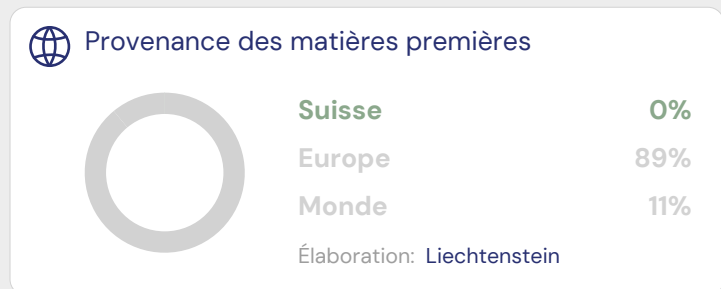 Provenance des matières premières
Suisse 0%
Europe 89%
Monde 11%
Élaboration: Liechtenstein